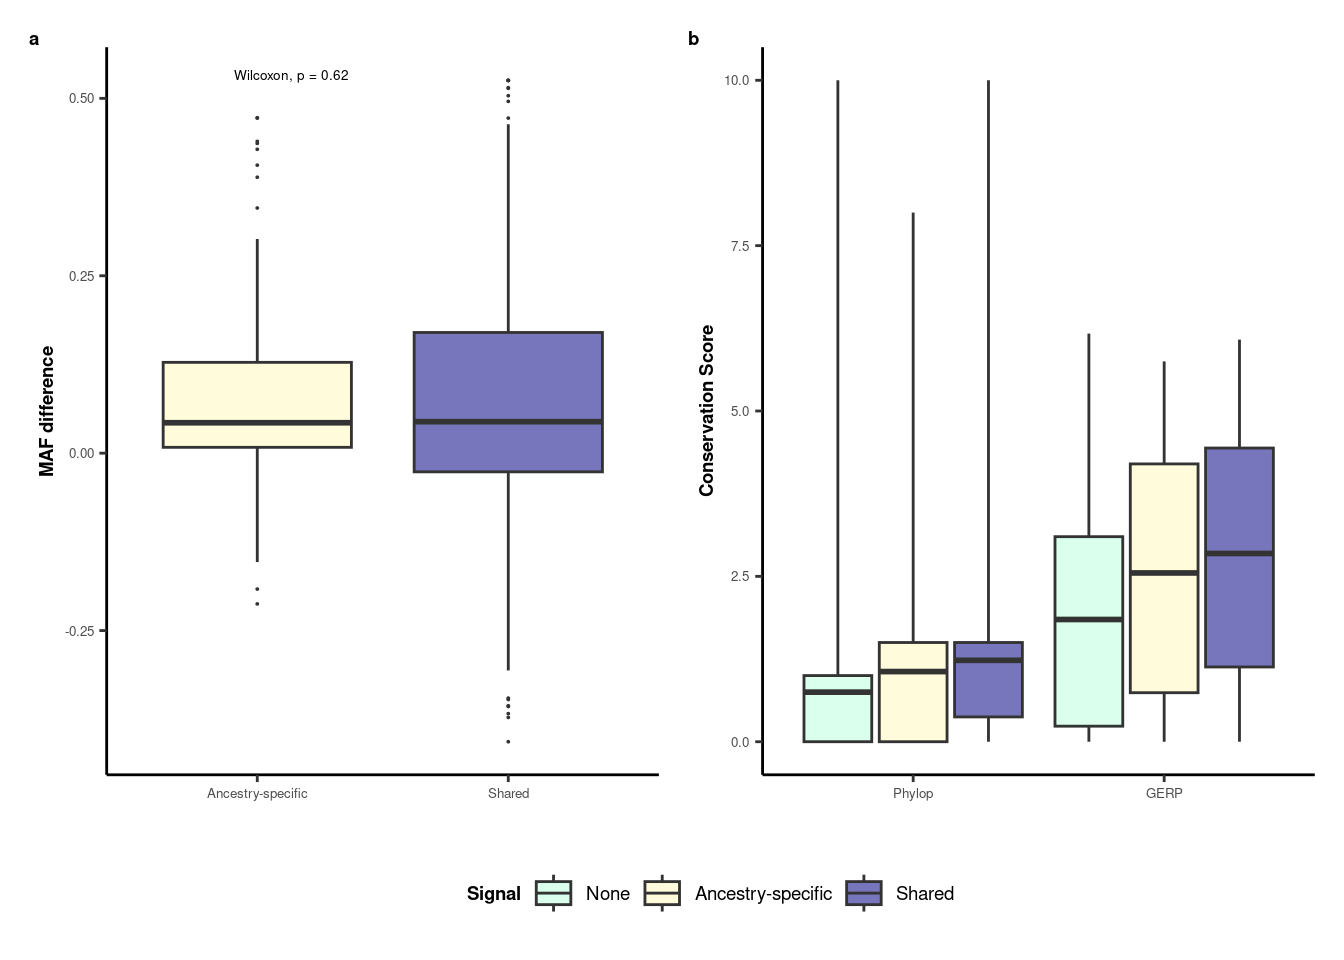 a
Wilcoxon, p = 0.62
MAF difference
0.50
0.25
0.00
-0.25
Ancestry-specific
Shared
b
Conservation Score
10.0
7.5
5.0
2.5
0.0
Phylop
GERP
Signal None Ancestry-specific Shared